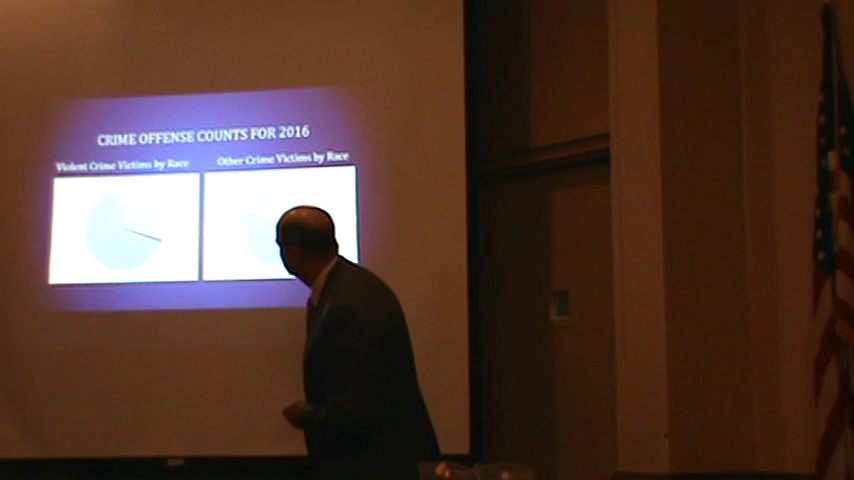 CRIME OFFENSE COUNTS FOR 2016
Violent Crime Victims by Race
Other Crime Victims by Race